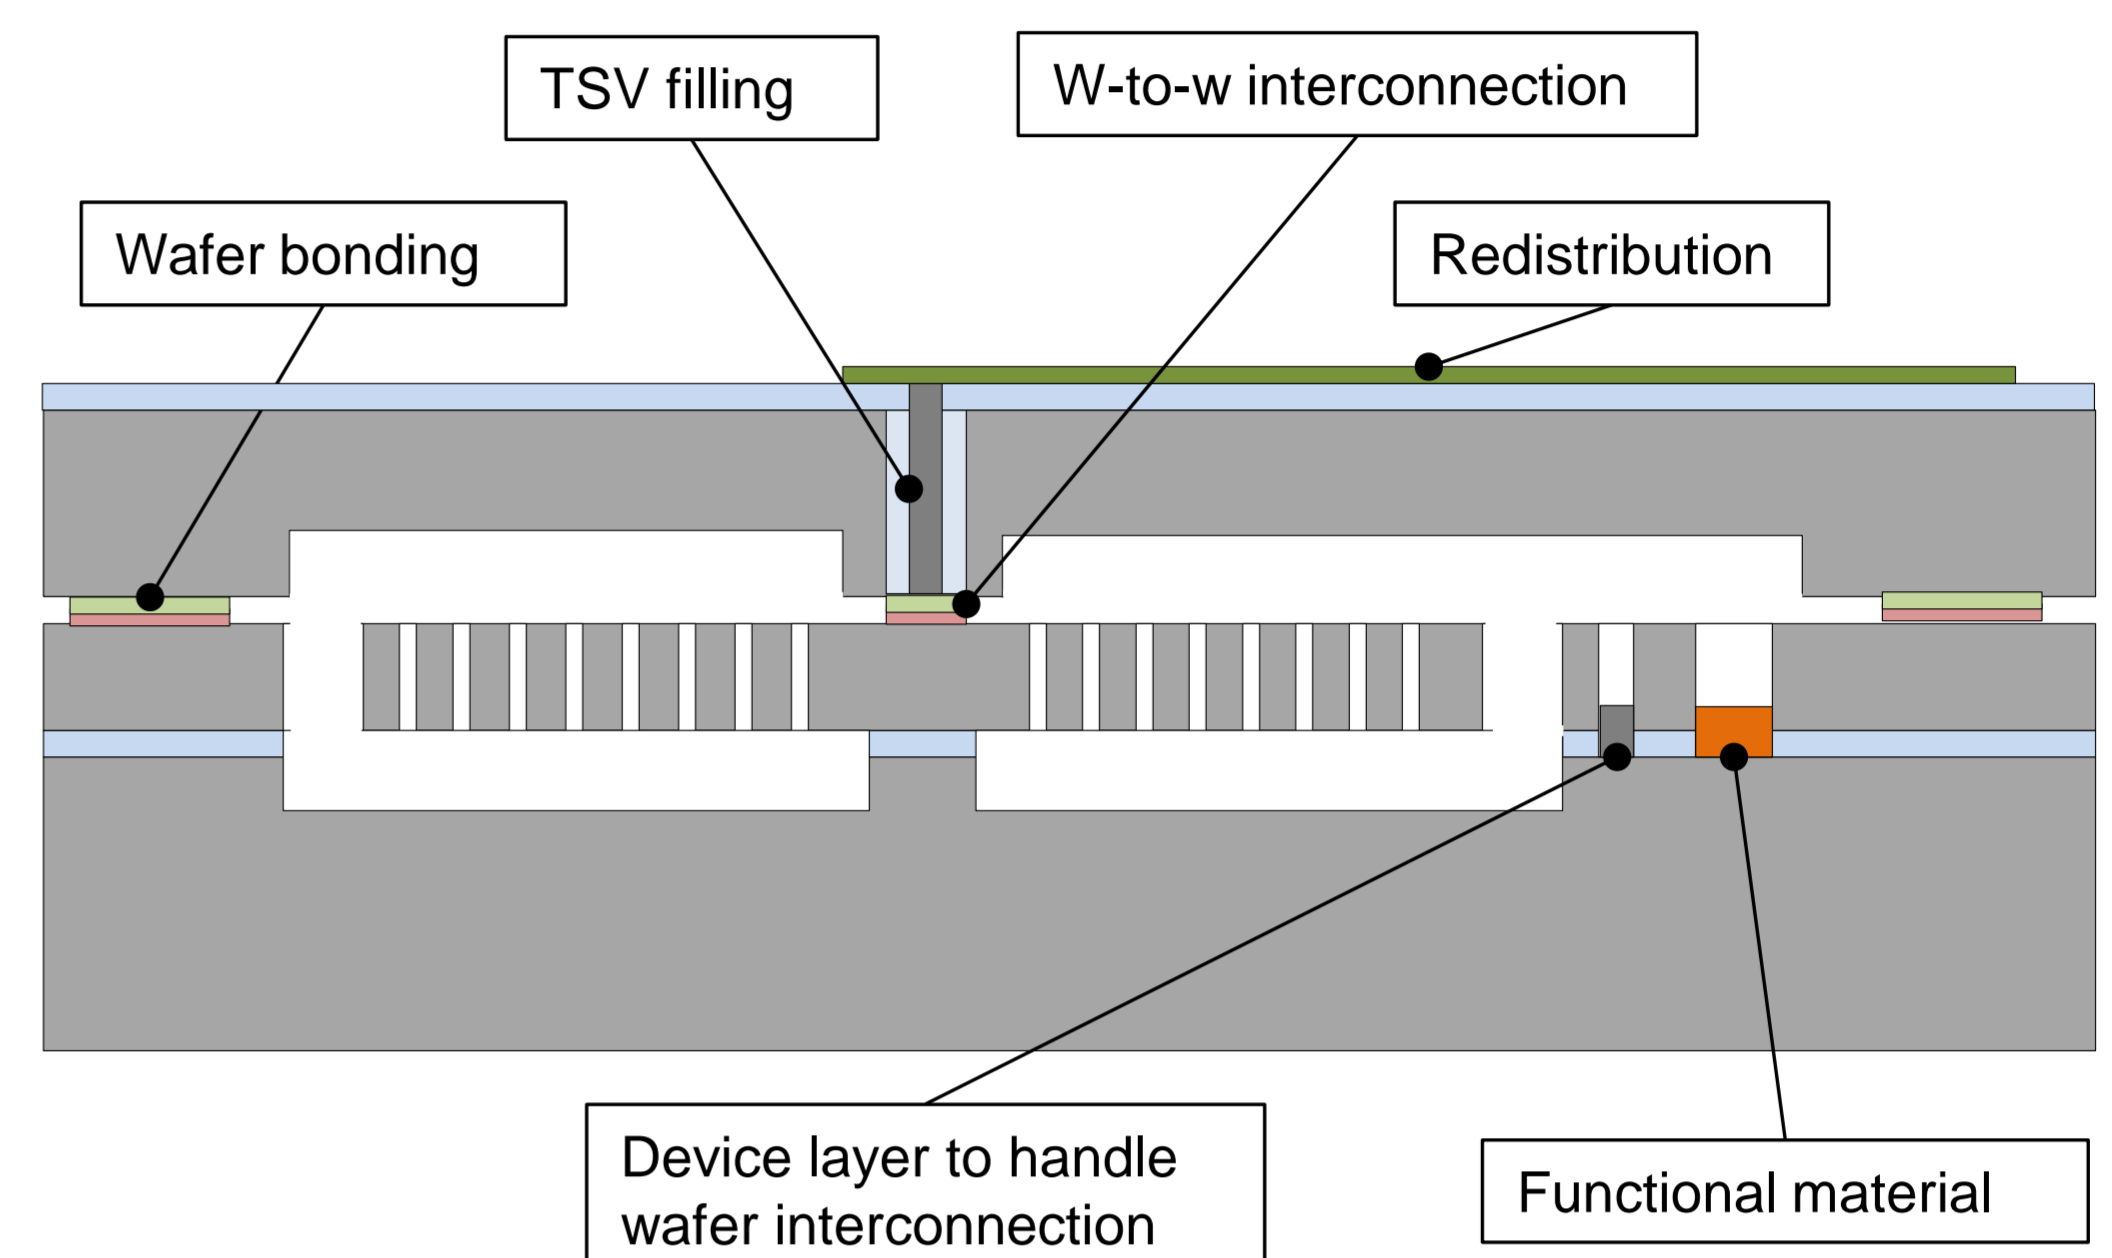 TSV filling
W-to-w interconnection
Wafer bonding
Redistribution
Device layer to handle
wafer interconnection
Functional material